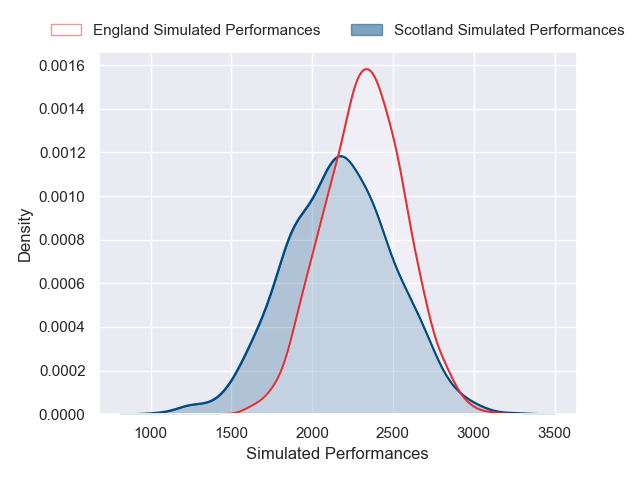 England Simulated Performances
Scotland Simulated Performances
0.0016
0.0014
0.0012
0.0010
0.0008
0.0006
0.0004
0.0002
0.0000
Density
1000 1500 2000 2500 3000 3500
Simulated Performances